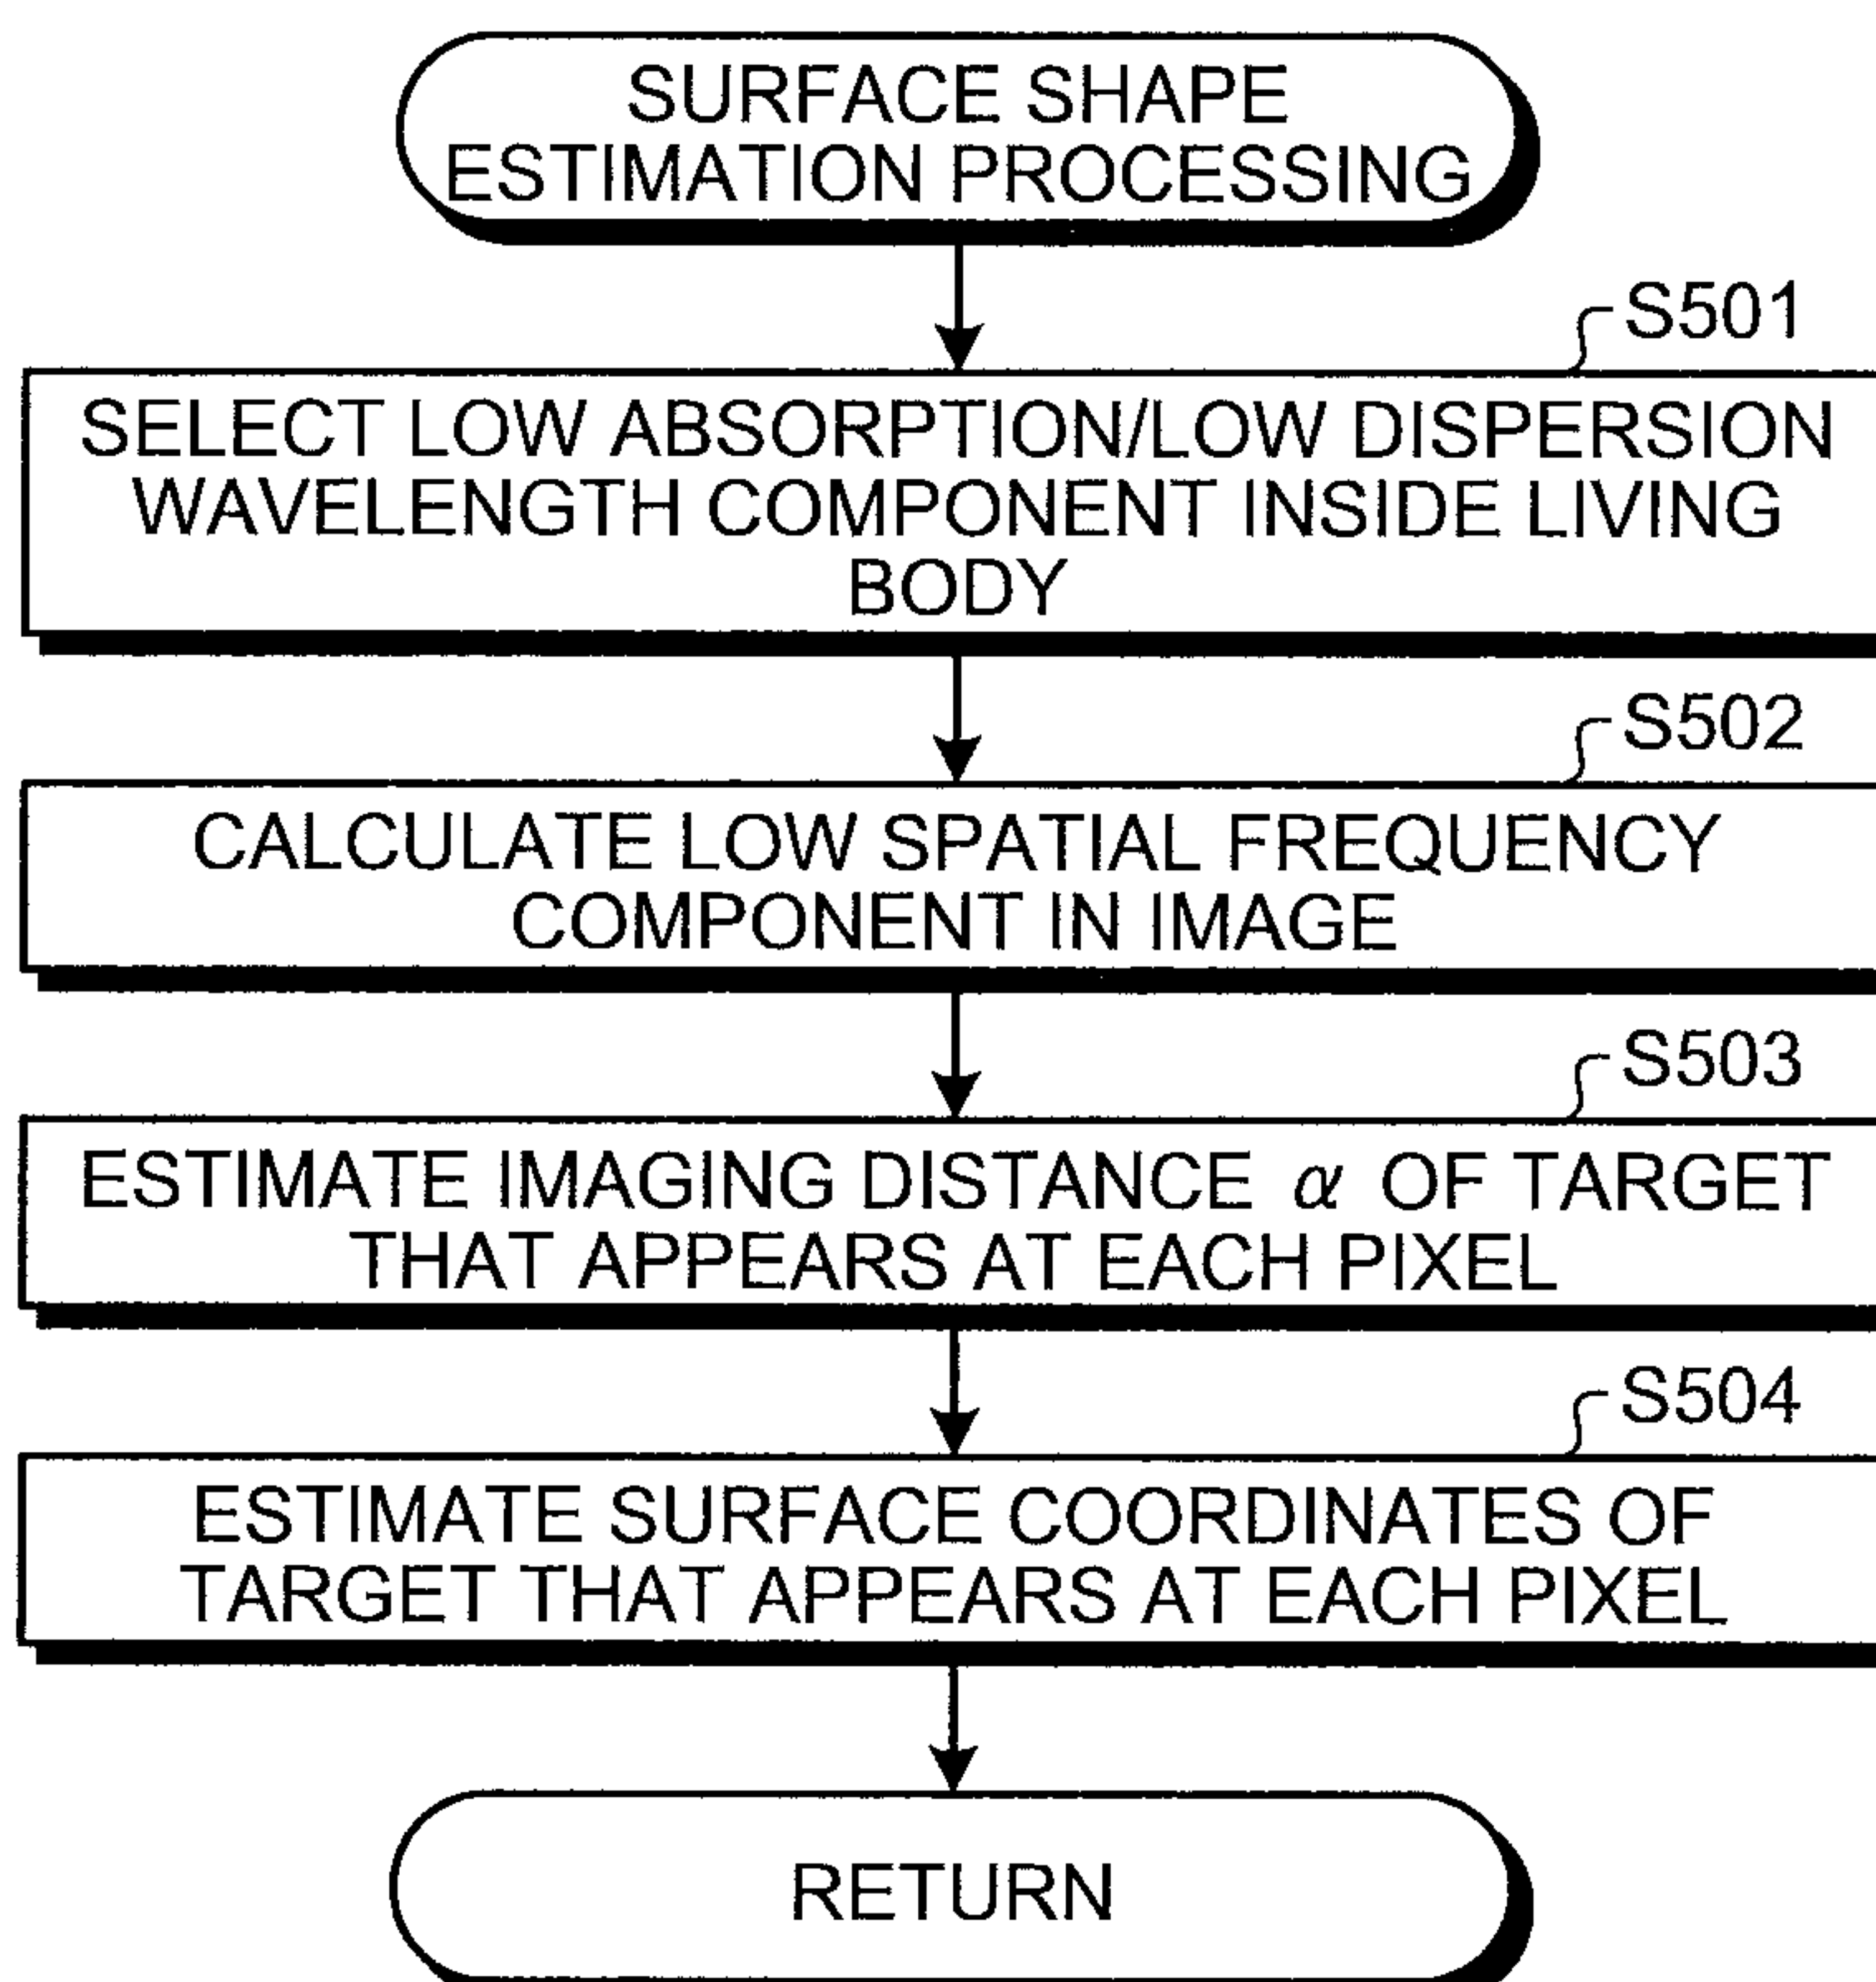 SURFACE SHAPE
ESTIMATION PROCESSING
S501
SELECT LOW ABSORPTION/LOW DISPERSION
WAVELENGTH COMPONENT INSIDE LIVING
BODY
S502
CALCULATE LOW SPATIAL FREQUENCY
COMPONENT IN IMAGE
S503
ESTIMATE IMAGING DISTANCE α OF TARGET
THAT APPEARS AT EACH PIXEL
S504
ESTIMATE SURFACE COORDINATES OF
TARGET THAT APPEARS AT EACH PIXEL
RETURN